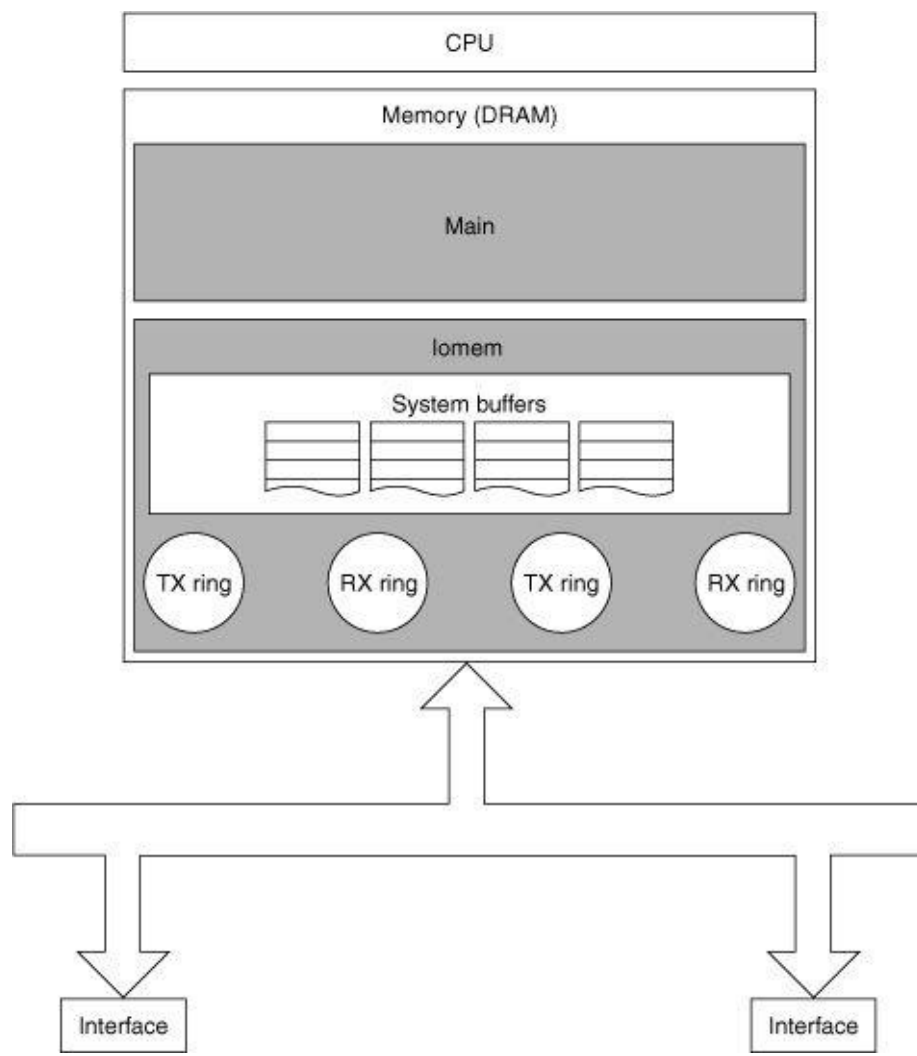 CPU
Memory (DRAM)
Main
Iomem
System buffers
TX ring
RX ring
TX ring
RX ring
Interface
Interface